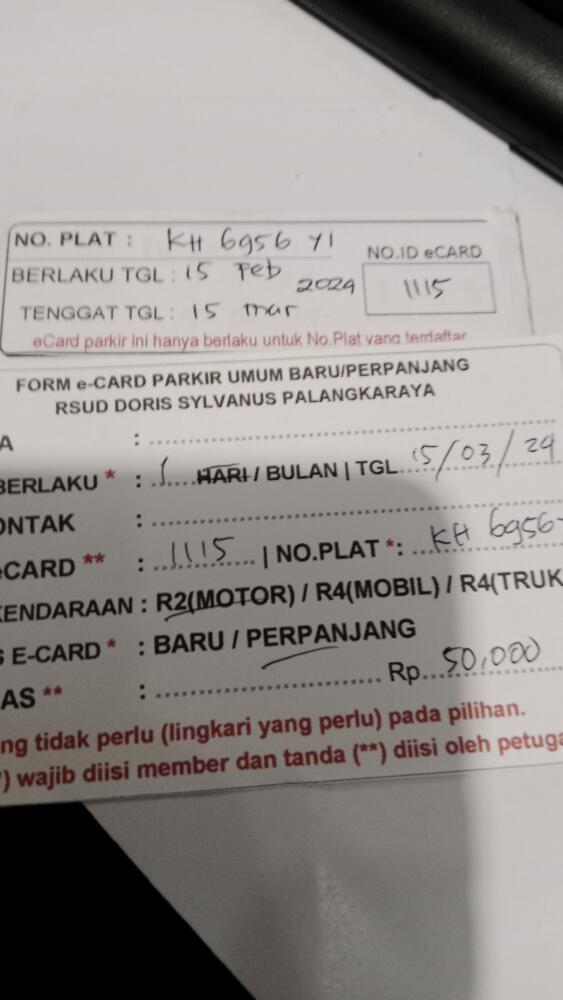 NO. PLAT : KH 6956 YI
NO.ID eCARD
BERLAKU TGL : 15 Feb 2024
1115
TENGGAT TGL : 15 mar
eCard parkir ini hanya berlaku untuk No.Plat yang terdaftar
FORM e-CARD PARKIR UMUM BARU/PERPANJANG
RSUD DORIS SYLVANUS PALANGKARAYA
A : ..............................
BERLAKU * : ..1.... HARI / BULAN | TGL...15/03/24
ONTAK : ..............................
eCARD ** : ..1115.... | NO.PLAT *: ...KH 6956
KENDARAAN : R2(MOTOR) / R4(MOBIL) / R4(TRUK
S E-CARD * : BARU / PERPANJANG
AS ** : .............................. Rp...50.000
ng tidak perlu (lingkari yang perlu) pada pilihan.
) wajib diisi member dan tanda (**) diisi oleh petuga